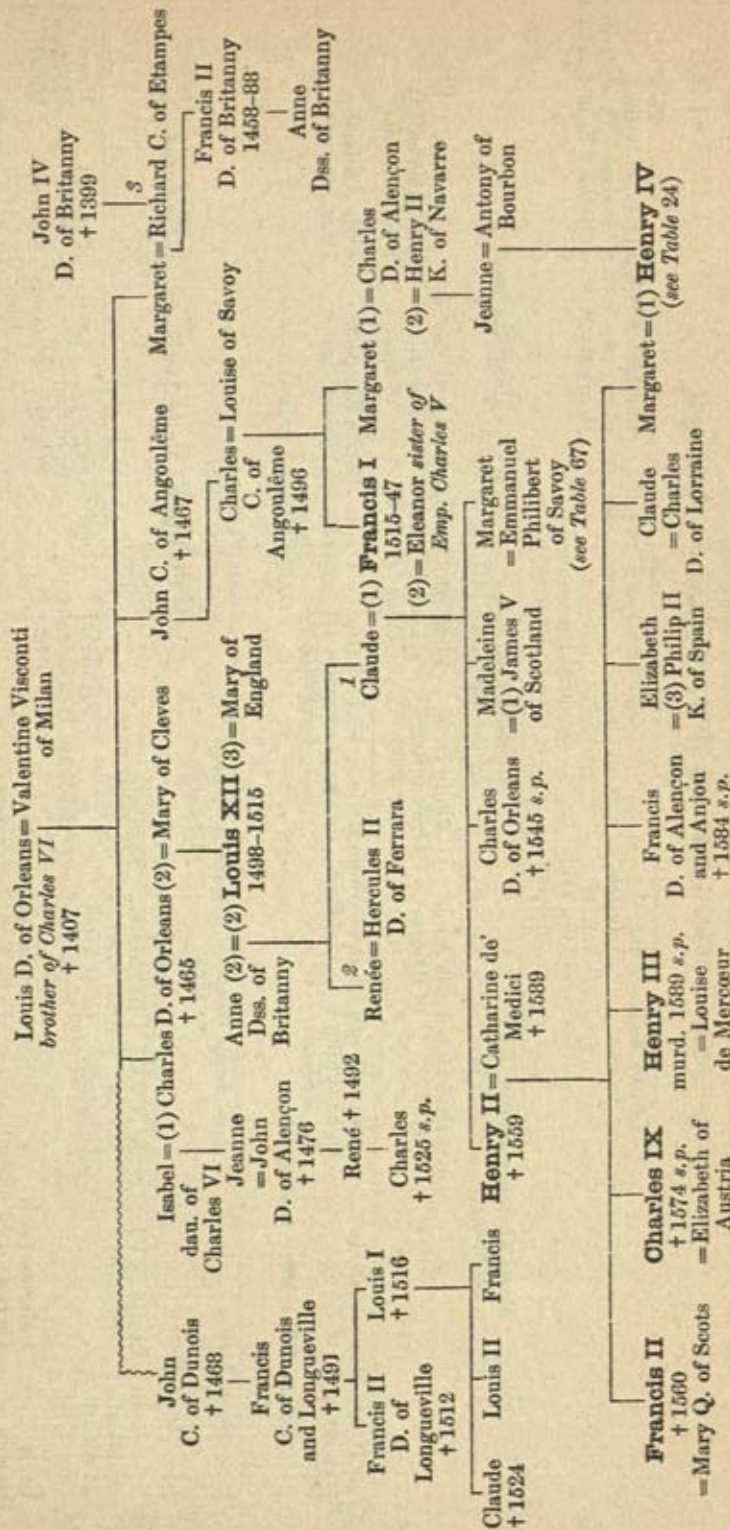 Louis D. of Orleans = Valentine Visconti
brother of Charles VI of Milan
† 1407
John IV
D. of Britanny
† 1399
3
John
C. of Dunois
† 1468
Isabel = (1) Charles D. of Orleans (2) = Mary of Cleves
dau. of † 1465
Charles VI
John C. of Angoulême
† 1467
Margaret = Richard C. of Etampes
Francis
C. of Dunois
and Longueville
† 1491
Jeanne
= John
D. of Alençon
† 1476
Anne (2) = (2) Louis XII (3) = Mary of
Dss. of 1498–1515 England
Britanny
Charles = Louise of Savoy
C. of
Angoulême
† 1496
Francis II
D. of Britanny
1458–88
Francis II
D. of
Longueville
† 1512
Louis I
† 1516
René † 1492
2
Renée = Hercules II
D. of Ferrara
1
Claude = (1) Francis I
1515–47
(2) = Eleanor sister of
Emp. Charles V
Margaret (1) = Charles
D. of Alençon
(2) = Henry II
K. of Navarre
Anne
Dss. of Britanny
Claude
† 1524
Louis II
Francis
Charles
† 1525 s.p.
Henry II = Catharine de'
† 1559 Medici
† 1589
Charles
D. of Orleans
† 1545 s.p.
Madeleine
= (1) James V
of Scotland
Margaret
= Emmanuel
Philibert
of Savoy
(see Table 67)
Jeanne = Antony of
Bourbon
Francis II
† 1560
= Mary Q. of Scots
Charles IX
† 1574 s.p.
= Elizabeth of
Austria
Henry III
murd. 1589 s.p.
= Louise
de Mercœur
Francis
D. of Alençon
and Anjou
† 1584 s.p.
Elizabeth
= (3) Philip II
K. of Spain
Claude
= Charles
D. of Lorraine
Margaret = (1) Henry IV
(see Table 24)